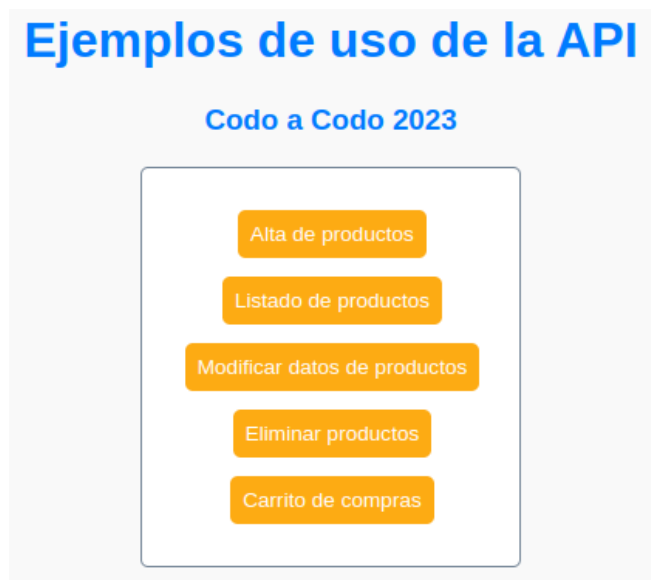 Ejemplos de uso de la API
Codo a Codo 2023
Alta de productos
Listado de productos
Modificar datos de productos
Eliminar productos
Carrito de compras